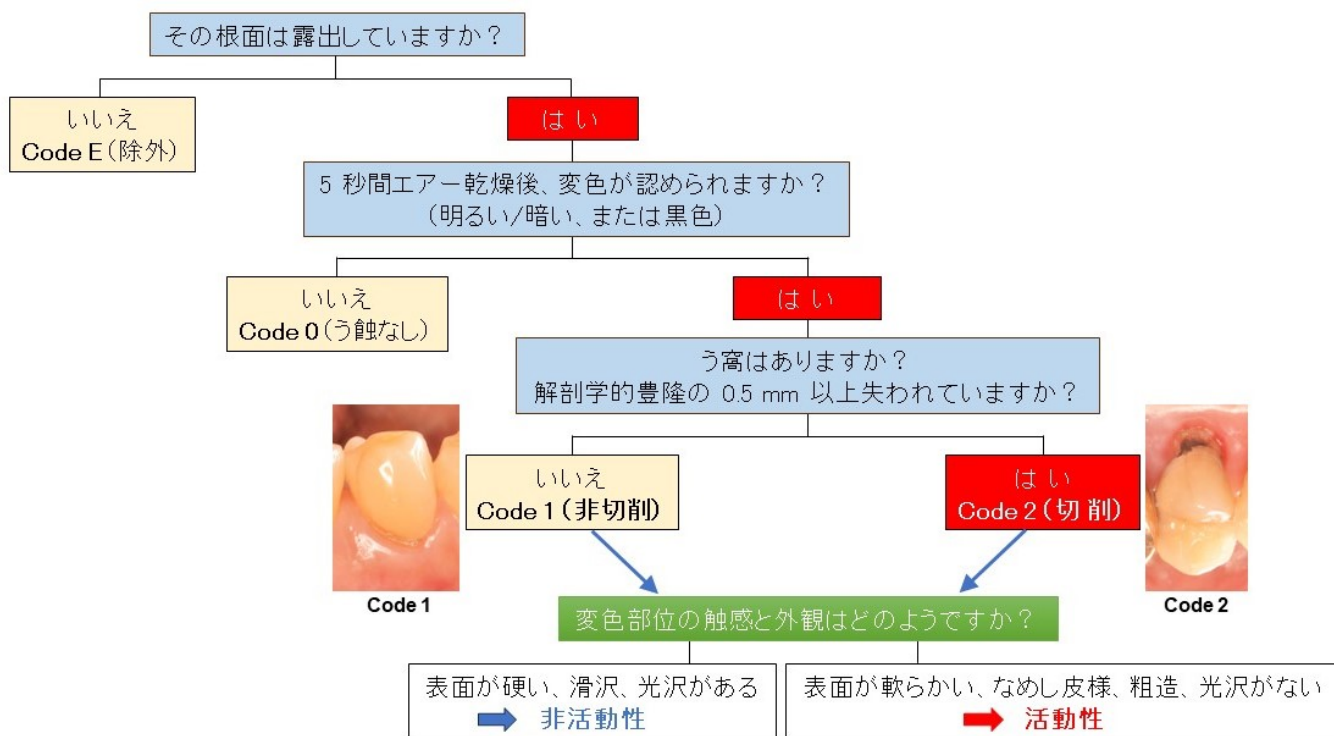 その根面は露出していますか？
いいえ
Code E（除外）
はい
5 秒間エアー乾燥後、変色が認められますか？
（明るい/暗い、または黒色）
いいえ
Code 0（う蝕なし）
はい
う窩はありますか？
解剖学的豊隆の 0.5 mm 以上失われていますか？
いいえ
Code 1（非切削）
はい
Code 2（切削）
Code 1
Code 2
変色部位の触感と外観はどのようですか？
表面が硬い、滑沢、光沢がある
非活動性
表面が軟らかい、なめし皮様、粗造、光沢がない
活動性